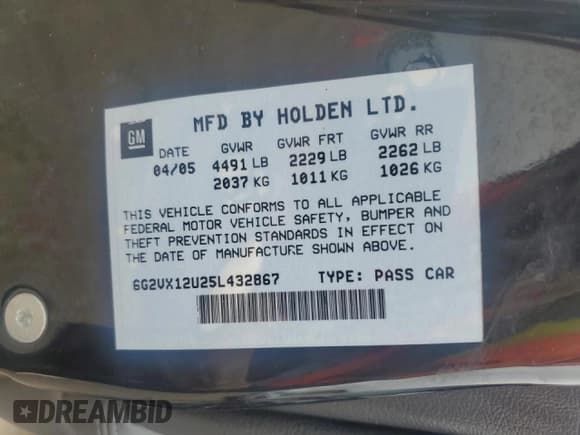 MFD BY HOLDEN LTD.
GM
DATE GVWR GVWR FRT GVWR RR
04/05 4491 LB 2229 LB 2262 LB
2037 KG 1011 KG 1026 KG
THIS VEHICLE CONFORMS TO ALL APPLICABLE
FEDERAL MOTOR VEHICLE SAFETY, BUMPER AND
THEFT PREVENTION STANDARDS IN EFFECT ON
THE DATE OF MANUFACTURE SHOWN ABOVE.
6G2VX12U25L432867 TYPE: PASS CAR
DREAMBID